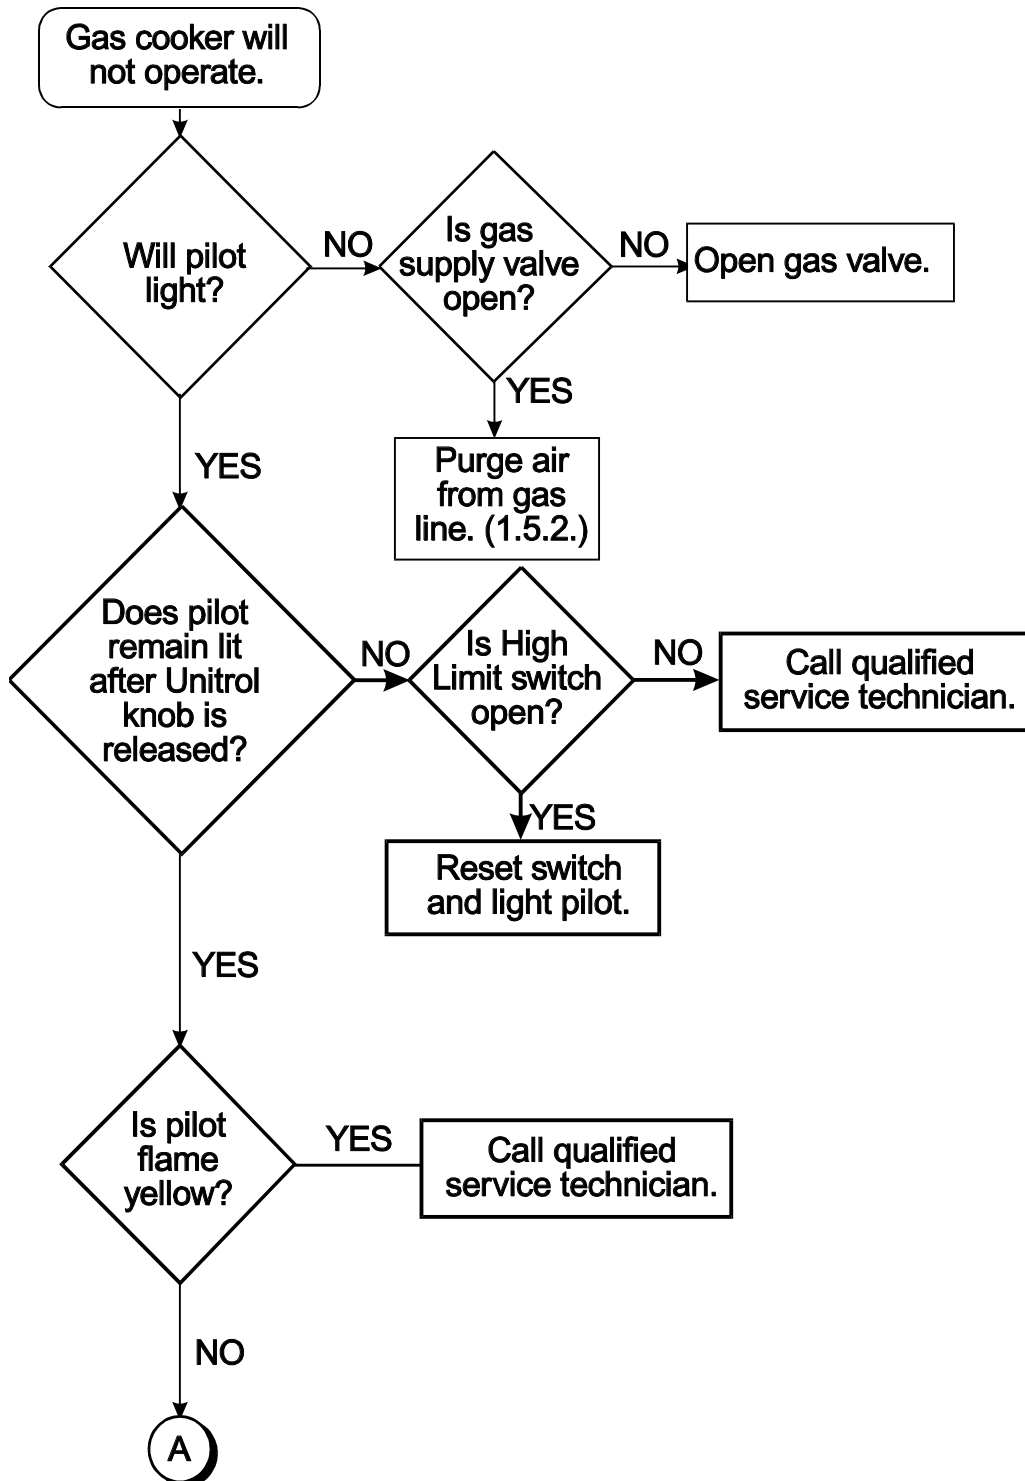 Gas cooker will
not operate.
Will pilot
light?
NO
Is gas
supply valve
open?
NO
Open gas valve.
YES
Purge air
from gas
line. (1.5.2.)
YES
Does pilot
remain lit
after Unitrol
knob is
released?
NO
Is High
Limit switch
open?
NO
Call qualified
service technician.
YES
Reset switch
and light pilot.
YES
Is pilot
flame
yellow?
YES
Call qualified
service technician.
NO
A